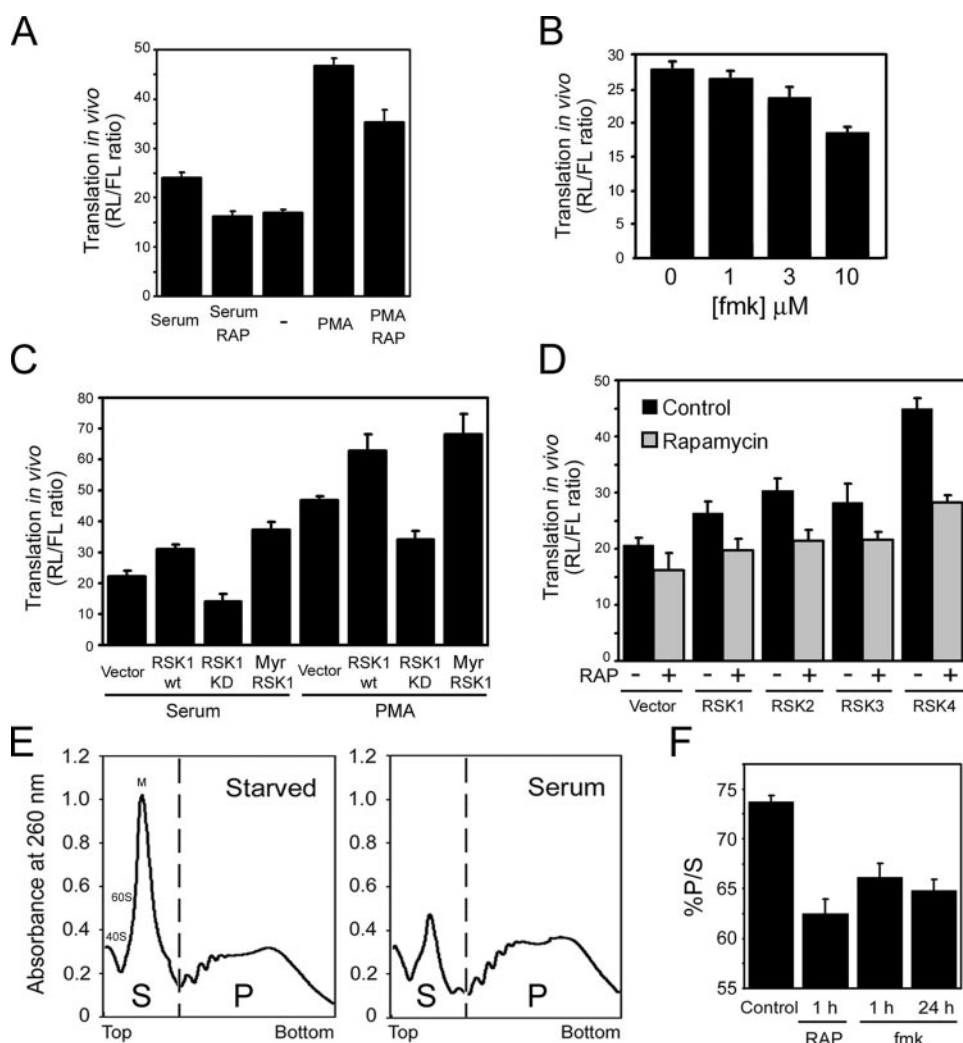 A
Translation in vivo
(RL/FL ratio)
50
40
30
20
10
0
Serum
Serum
RAP
-
PMA
PMA
RAP
B
Translation in vivo
(RL/FL ratio)
30
25
20
15
10
5
0
0 1 3 10
[fmk] μM
C
Translation in vivo
(RL/FL ratio)
80
70
60
50
40
30
20
10
0
Vector
RSK1
wt
RSK1
KD
Myr
RSK1
Vector
RSK1
wt
RSK1
KD
Myr
RSK1
Serum
PMA
D
Translation in vivo
(RL/FL ratio)
50
40
30
20
10
0
Control
Rapamycin
RAP - + - + - + - + - +
Vector RSK1 RSK2 RSK3 RSK4
E
Absorbance at 260 nm
1.2
1.0
0.8
0.6
0.4
0.2
0
M
60S
40S
Starved
S P
Top Bottom
1.2
1.0
0.8
0.6
0.4
0.2
0
Serum
S P
Top Bottom
F
%P/S
75
70
65
60
55
Control 1 h 1 h 24 h
RAP fmk